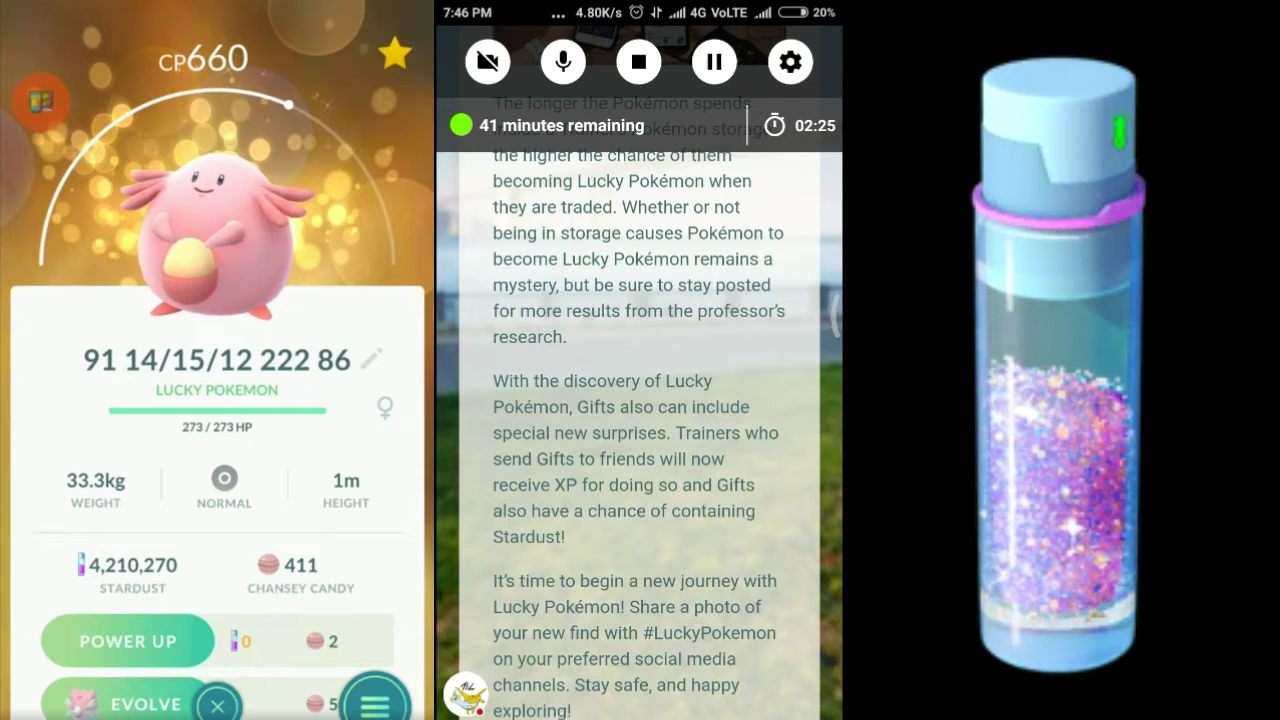 CP660
91 14/15/12 222 86
LUCKY POKEMON
273 / 273 HP
33.3kg
WEIGHT
NORMAL
1m
HEIGHT
4,210,270
STARDUST
411
CHANSEY CANDY
POWER UP
0
2
EVOLVE
5
7:46 PM
... 4.80K/s 4G VoLTE 20%
41 minutes remaining
02:25
The longer the Pokémon spends
Pokémon storage,
the higher the chance of them
becoming Lucky Pokémon when
they are traded. Whether or not
being in storage causes Pokémon to
become Lucky Pokémon remains a
mystery, but be sure to stay posted
for more results from the professor's
research.
With the discovery of Lucky
Pokémon, Gifts also can include
special new surprises. Trainers who
send Gifts to friends will now
receive XP for doing so and Gifts
also have a chance of containing
Stardust!
It's time to begin a new journey with
Lucky Pokémon! Share a photo of
your new find with #LuckyPokemon
on your preferred social media
channels. Stay safe, and happy
exploring!